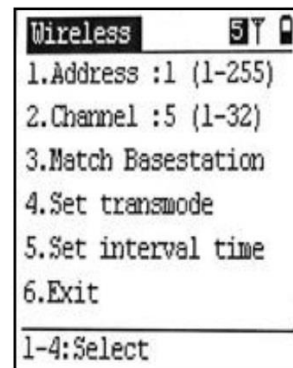 Wireless 5
1.Address :1 (1-255)
2.Channel :5 (1-32)
3.Match Basestation
4.Set transmode
5.Set interval time
6.Exit
1-4:Select